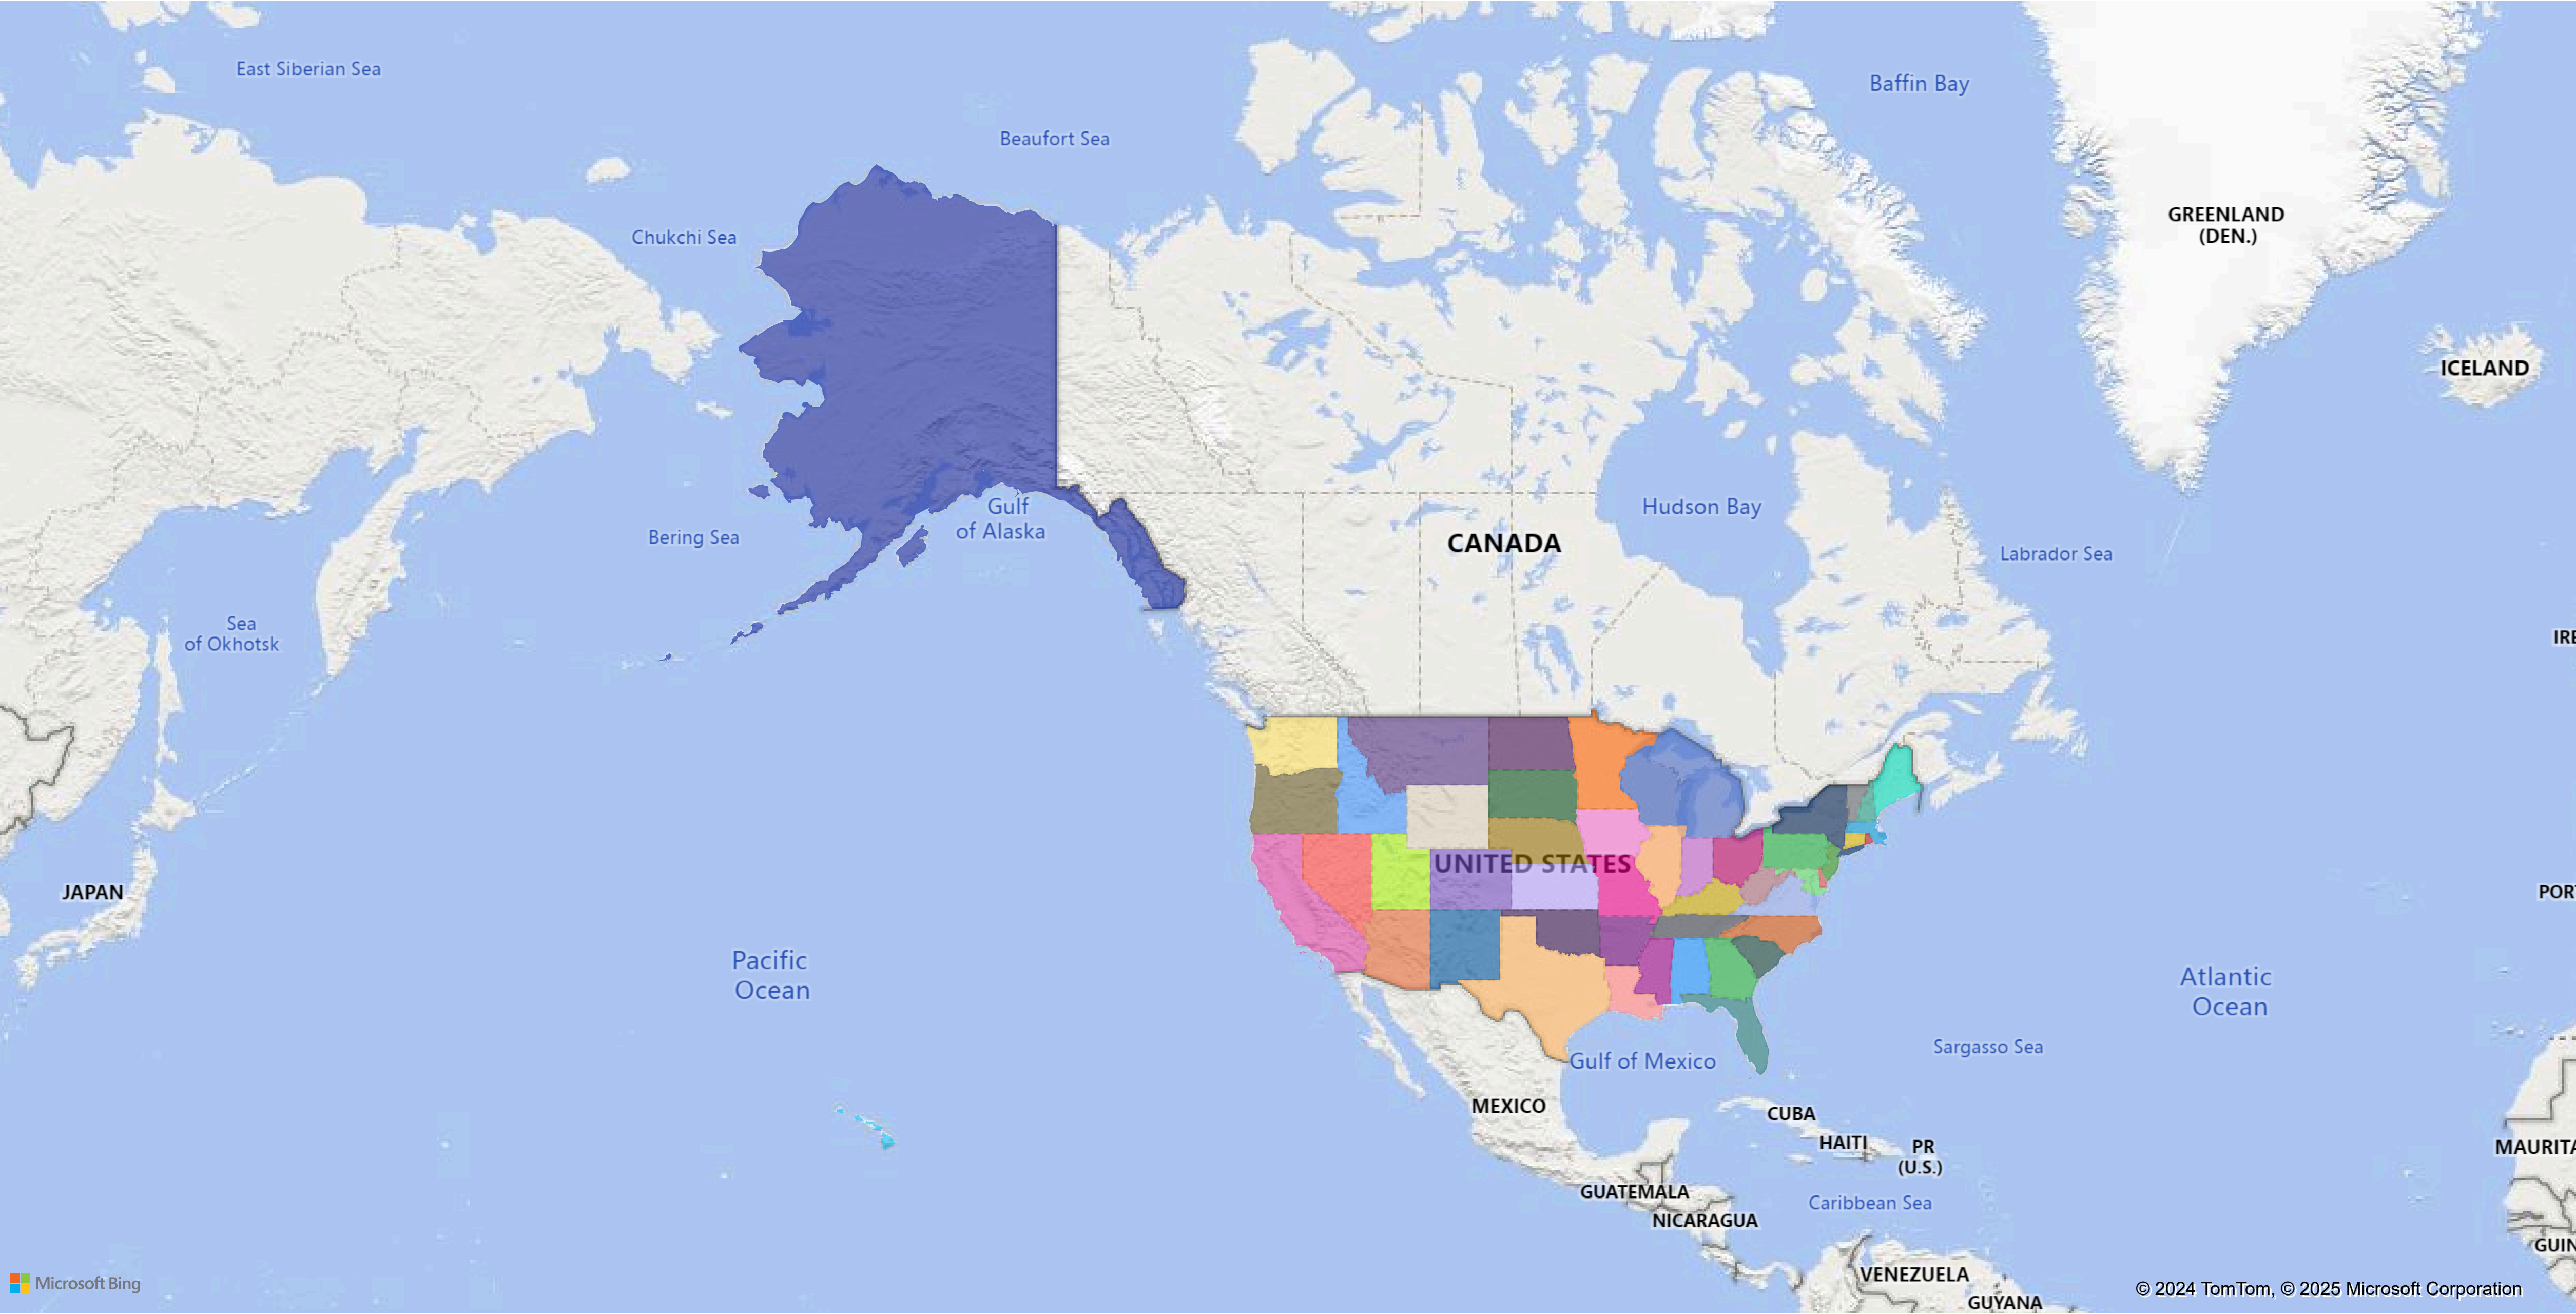 East Siberian Sea
Baffin Bay
Beaufort Sea
GREENLAND
(DEN.)
Chukchi Sea
ICELAND
Gulf
of Alaska
Hudson Bay
Bering Sea
CANADA
Labrador Sea
Sea
of Okhotsk
IRE
UNITED STATES
JAPAN
POR
Pacific
Ocean
Atlantic
Ocean
Sargasso Sea
Gulf of Mexico
MEXICO
CUBA
HAITI
PR
(U.S.)
MAURITA
GUATEMALA
Caribbean Sea
NICARAGUA
GUIN
VENEZUELA
GUYANA
Microsoft Bing
© 2024 TomTom, © 2025 Microsoft Corporation